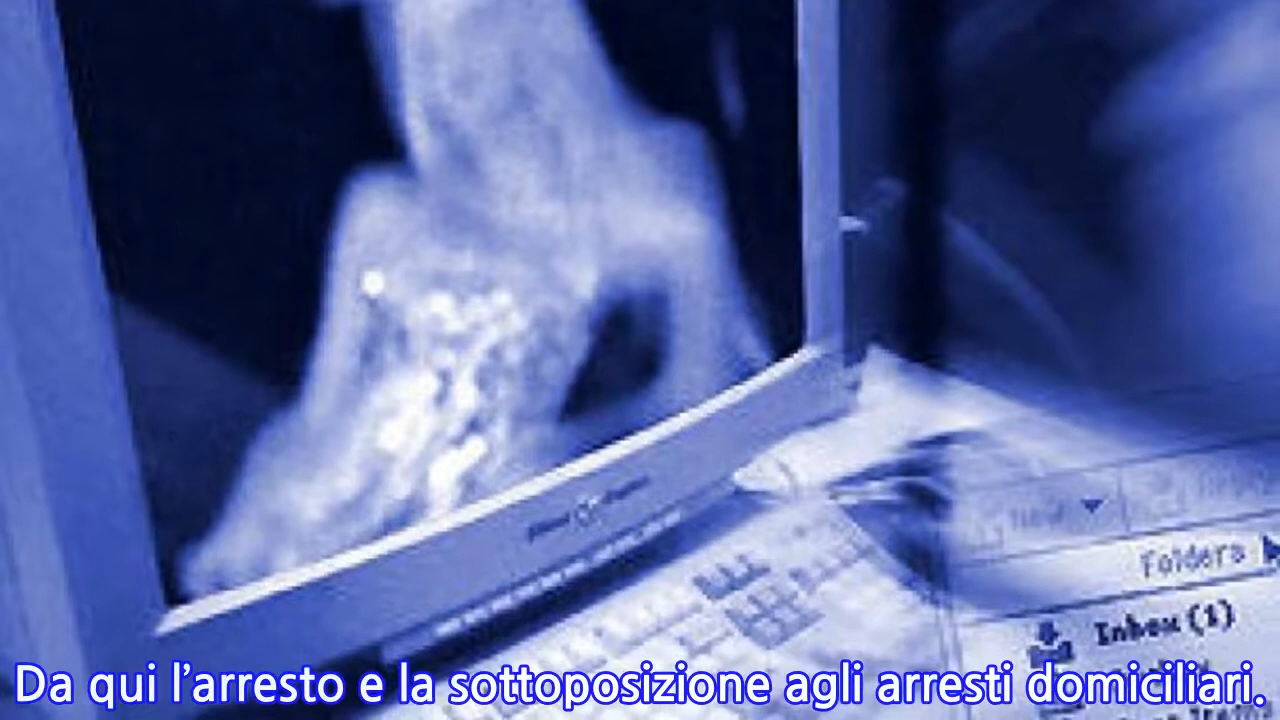 Folders
Inbox (1)
Da qui l'arresto e la sottoposizione agli arresti domiciliari.